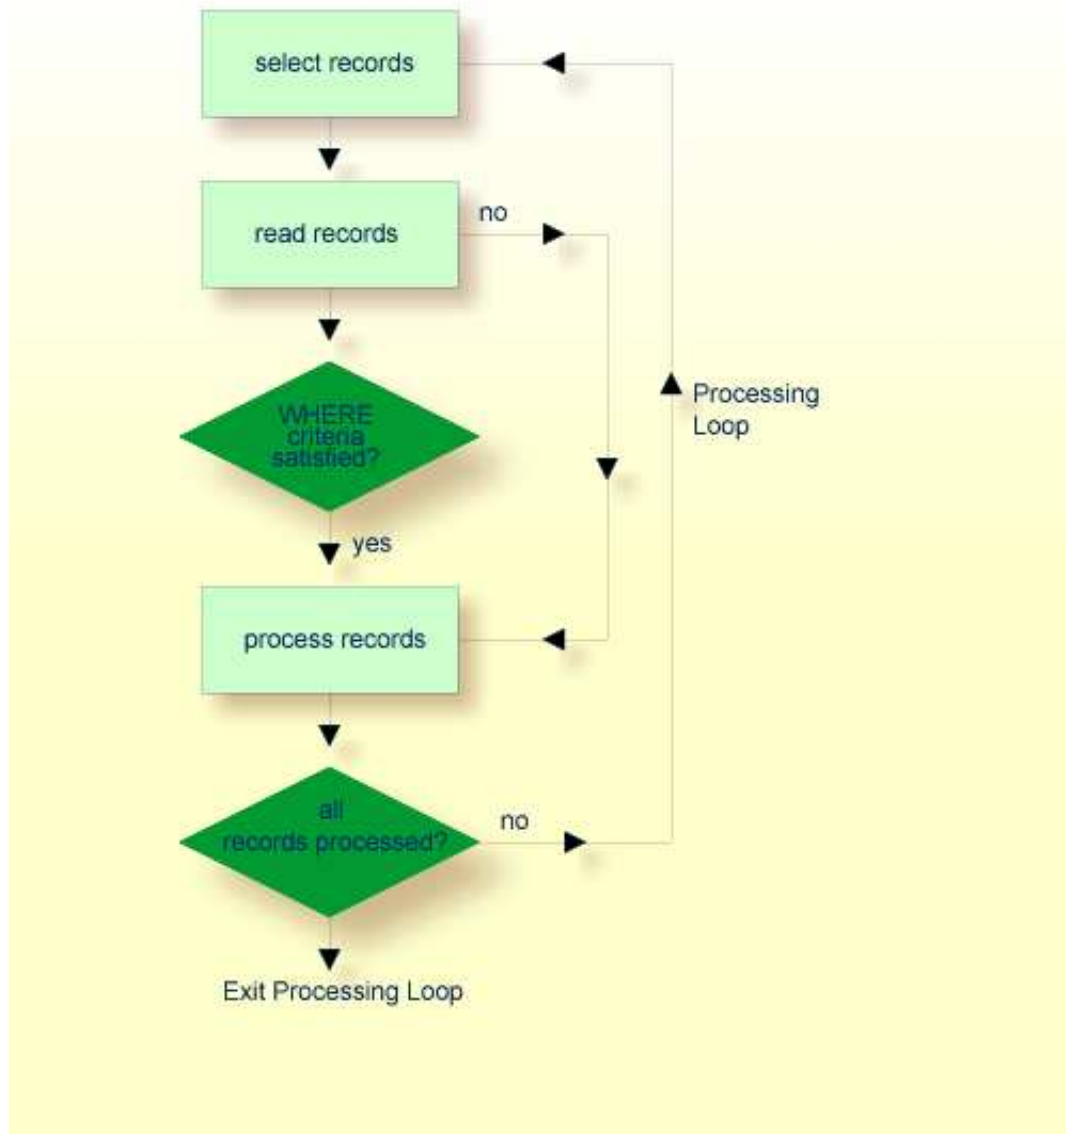 select records
read records
no
WHERE
criteria
satisfied?
Processing
Loop
yes
process records
all
records processed?
no
Exit Processing Loop